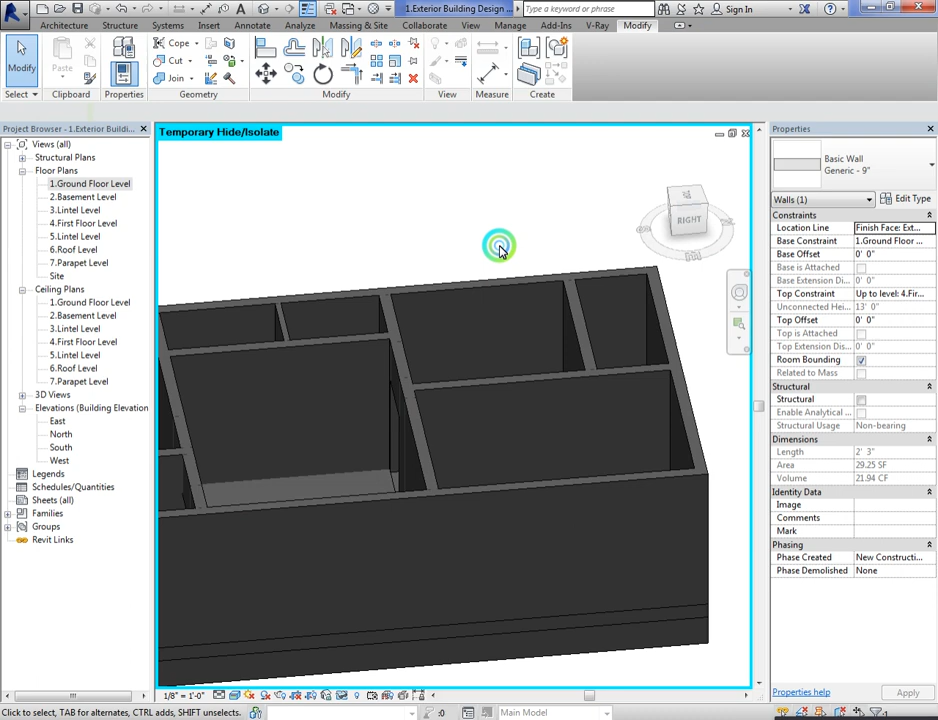 1.Exterior Building Design ...
Type a keyword or phrase
Sign In
Architecture Structure Systems Insert Annotate Analyze Massing & Site Collaborate View Manage Add-Ins V-Ray Modify
Modify
Paste
Cope
Cut
Join
Select Clipboard Properties Geometry Modify View Measure Create
Project Browser - 1.Exterior Buildi...
Views (all)
Structural Plans
Floor Plans
1.Ground Floor Level
2.Basement Level
3.Lintel Level
4.First Floor Level
5.Lintel Level
6.Roof Level
7.Parapet Level
Site
Ceiling Plans
1.Ground Floor Level
2.Basement Level
3.Lintel Level
4.First Floor Level
5.Lintel Level
6.Roof Level
7.Parapet Level
3D Views
Elevations (Building Elevation
East
North
South
West
Legends
Schedules/Quantities
Sheets (all)
Families
Groups
Revit Links
Temporary Hide/Isolate
RIGHT
Properties
Basic Wall
Generic - 9"
Walls (1) Edit Type
Constraints
Location Line Finish Face: Ext...
Base Constraint 1.Ground Floor ...
Base Offset 0' 0"
Base is Attached
Base Extension Di... 0' 0"
Top Constraint Up to level: 4.Fir...
Unconnected Hei... 13' 0"
Top Offset 0' 0"
Top is Attached
Top Extension Dis... 0' 0"
Room Bounding
Related to Mass
Structural
Structural
Enable Analytical ...
Structural Usage Non-bearing
Dimensions
Length 2' 3"
Area 29.25 SF
Volume 21.94 CF
Identity Data
Image
Comments
Mark
Phasing
Phase Created New Constructi...
Phase Demolished None
Properties help Apply
1/8" = 1'-0"
Click to select, TAB for alternates, CTRL adds, SHIFT unselects.
:0
Main Model
:0